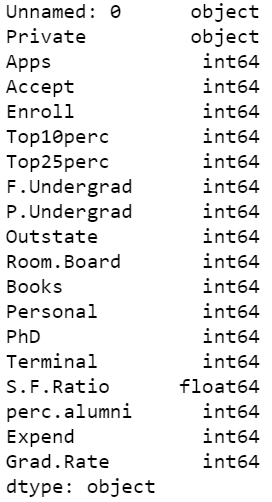 Unnamed: 0      object
Private         object
Apps             int64
Accept           int64
Enroll           int64
Top10perc        int64
Top25perc        int64
F.Undergrad      int64
P.Undergrad      int64
Outstate         int64
Room.Board       int64
Books            int64
Personal         int64
PhD              int64
Terminal         int64
S.F.Ratio      float64
perc.alumni      int64
Expend           int64
Grad.Rate        int64
dtype: object